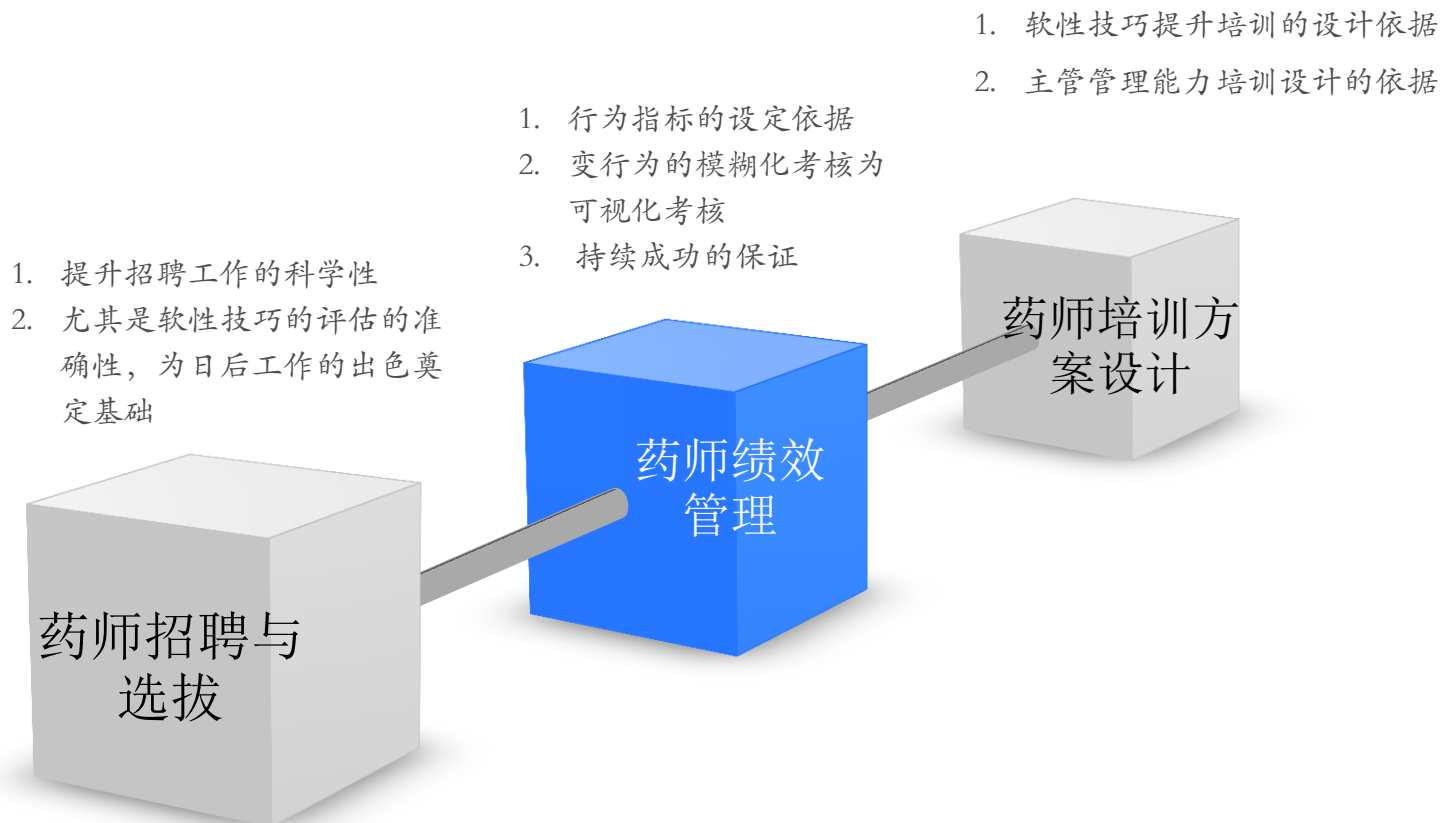 1. 软性技巧提升培训的设计依据
2. 主管管理能力培训设计的依据
1. 行为指标的设定依据
2. 变行为的模糊化考核为
可视化考核
3. 持续成功的保证
1. 提升招聘工作的科学性
2. 尤其是软性技巧的评估的准
确性，为日后工作的出色奠
定基础
药师培训方
案设计
药师绩效
管理
药师招聘与
选拔